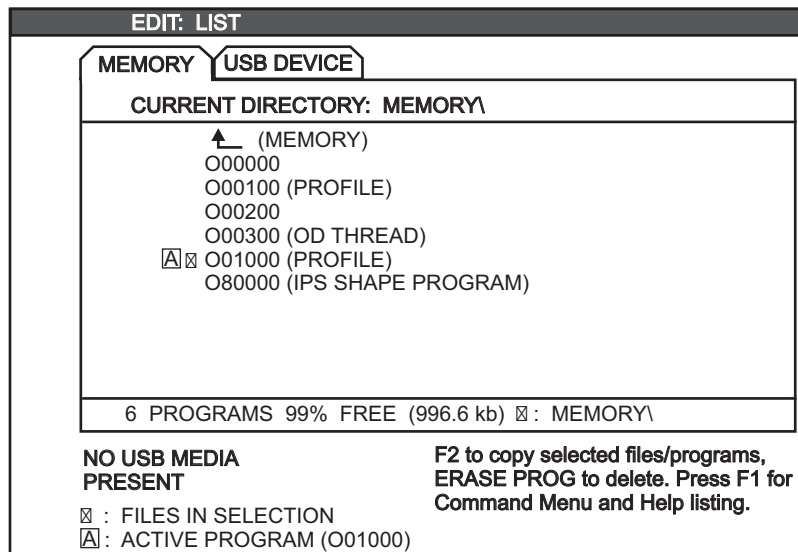 EDIT: LIST
MEMORY USB DEVICE
CURRENT DIRECTORY: MEMORY\
(MEMORY)
O00000
O00100 (PROFILE)
O00200
O00300 (OD THREAD)
A ☒ O01000 (PROFILE)
O80000 (IPS SHAPE PROGRAM)
6 PROGRAMS 99% FREE (996.6 kb) ☒ : MEMORY\
NO USB MEDIA
PRESENT
☒ : FILES IN SELECTION
A : ACTIVE PROGRAM (O01000)
F2 to copy selected files/programs,
ERASE PROG to delete. Press F1 for
Command Menu and Help listing.